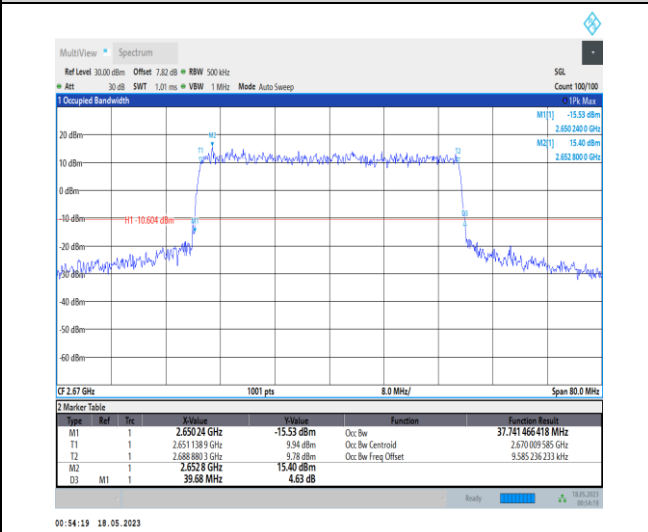 MultiView Spectrum
Ref Level 30.00 dBm Offset 7.82 dB RBW 500 kHz SGL
Att 30 dB SWT 1.01 ms VBW 1 MHz Mode Auto Sweep Count 100/100
1 Occupied Bandwidth 1Pk Max
M1[1] -15.53 dBm
2.650 240 0 GHz
M2[1] 15.40 dBm
2.652 800 0 GHz
20 dBm
M2
T1
T2
10 dBm
0 dBm
-10 dBm
H1 -10.604 dBm
M1
D3
-20 dBm
-30 dBm
-40 dBm
-50 dBm
-60 dBm
CF 2.67 GHz 1001 pts 8.0 MHz/ Span 80.0 MHz
2 Marker Table
Type Ref Trc X-Value Y-Value Function Function Result
M1 1 2.65024 GHz -15.53 dBm Occ Bw 37.741 466 418 MHz
T1 1 2.651 138 9 GHz 9.94 dBm Occ Bw Centroid 2.670 009 585 GHz
T2 1 2.688 880 3 GHz 9.78 dBm Occ Bw Freq Offset 9.585 236 233 kHz
M2 1 2.652 8 GHz 15.40 dBm
D3 M1 1 39.68 MHz 4.63 dB
Ready 18.05.2023
00:54:18
00:54:19 18.05.2023